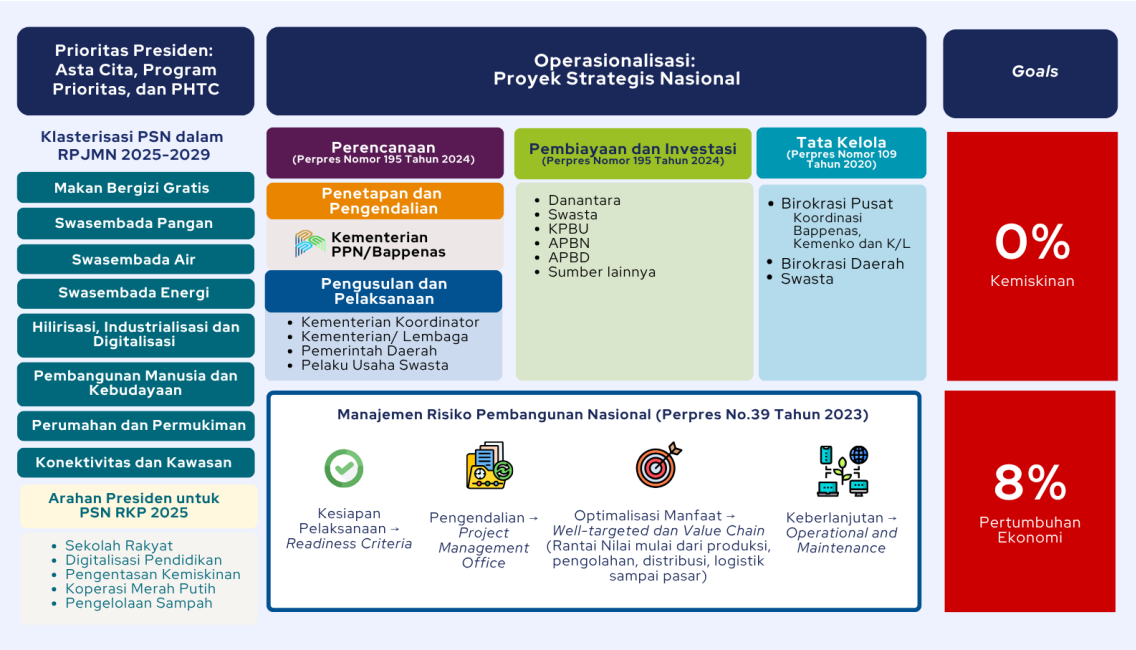 Prioritas Presiden:
Asta Cita, Program
Prioritas, dan PHTC
Klasterisasi PSN dalam
RPJMN 2025-2029
Makan Bergizi Gratis
Swasembada Pangan
Swasembada Air
Swasembada Energi
Hilirisasi, Industrialisasi dan
Digitalisasi
Pembangunan Manusia dan
Kebudayaan
Perumahan dan Permukiman
Konektivitas dan Kawasan
Arahan Presiden untuk
PSN RKP 2025
• Sekolah Rakyat
• Digitalisasi Pendidikan
• Pengentasan Kemiskinan
• Koperasi Merah Putih
• Pengelolaan Sampah
Operasionalisasi:
Proyek Strategis Nasional
Perencanaan
(Perpres Nomor 195 Tahun 2024)
Penetapan dan
Pengendalian
Kementerian
PPN/Bappenas
Pengusulan dan
Pelaksanaan
• Kementerian Koordinator
• Kementerian/ Lembaga
• Pemerintah Daerah
• Pelaku Usaha Swasta
Pembiayaan dan Investasi
(Perpres Nomor 195 Tahun 2024)
• Danantara
• Swasta
• KPBU
• APBN
• APBD
• Sumber lainnya
Tata Kelola
(Perpres Nomor 109
Tahun 2020)
• Birokrasi Pusat
Koordinasi
Bappenas,
Kemenko dan K/L
• Birokrasi Daerah
• Swasta
Manajemen Risiko Pembangunan Nasional (Perpres No.39 Tahun 2023)
Kesiapan
Pelaksanaan →
Readiness Criteria
Pengendalian →
Project
Management
Office
Optimalisasi Manfaat →
Well-targeted dan Value Chain
(Rantai Nilai mulai dari produksi,
pengolahan, distribusi, logistik
sampai pasar)
Keberlanjutan →
Operational and
Maintenance
Goals
0%
Kemiskinan
8%
Pertumbuhan
Ekonomi